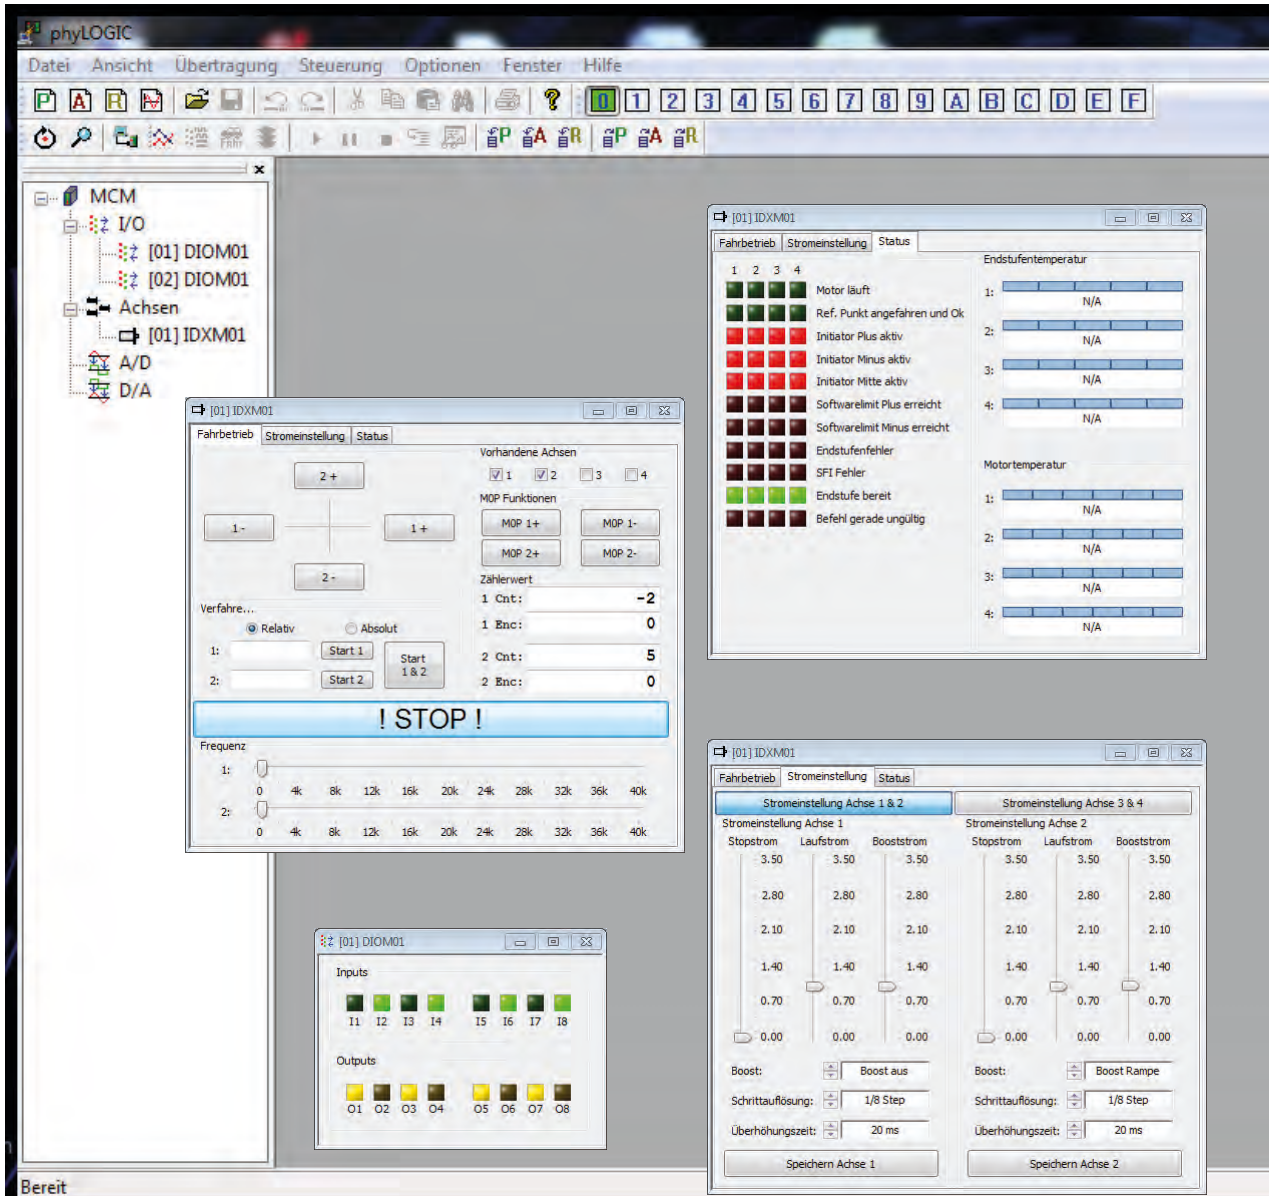 phyLOGIC
Datei Ansicht Übertragung Steuerung Optionen Fenster Hilfe
P A R 0 1 2 3 4 5 6 7 8 9 A B C D E F
P A R P A R
MCM
I/O
[01] DIOM01
[02] DIOM01
Achsen
[01] IDXM01
A/D
D/A
[01] IDXM01
Fahrbetrieb Stromeinstellung Status
1 2 3 4
Motor läuft
Ref. Punkt angefahren und Ok
Initiator Plus aktiv
Initiator Minus aktiv
Initiator Mitte aktiv
Softwarelimit Plus erreicht
Softwarelimit Minus erreicht
Endstufenfehler
SFI Fehler
Endstufe bereit
Befehl gerade ungültig
Endstufentemperatur
1:
N/A
2:
N/A
3:
N/A
4:
N/A
Motortemperatur
1:
N/A
2:
N/A
3:
N/A
4:
N/A
[01] IDXM01
Fahrbetrieb Stromeinstellung Status
2 +
1 - 1 +
2 -
Vorhandene Achsen
1 2 3 4
MOP Funktionen
MOP 1+ MOP 1-
MOP 2+ MOP 2-
Zählerwert
1 Cnt: -2
1 Enc: 0
2 Cnt: 5
2 Enc: 0
Verfahre...
Relativ Absolut
1: Start 1
2: Start 2
Start
1 & 2
! STOP !
Frequenz
1:
0 4k 8k 12k 16k 20k 24k 28k 32k 36k 40k
2:
0 4k 8k 12k 16k 20k 24k 28k 32k 36k 40k
[01] DIOM01
Inputs
I1 I2 I3 I4 I5 I6 I7 I8
Outputs
O1 O2 O3 O4 O5 O6 O7 O8
[01] IDXM01
Fahrbetrieb Stromeinstellung Status
Stromeinstellung Achse 1 & 2 Stromeinstellung Achse 3 & 4
Stromeinstellung Achse 1 Stromeinstellung Achse 2
Stopstrom Laufstrom Booststrom Stopstrom Laufstrom Booststrom
3.50 3.50 3.50 3.50 3.50 3.50
2.80 2.80 2.80 2.80 2.80 2.80
2.10 2.10 2.10 2.10 2.10 2.10
1.40 1.40 1.40 1.40 1.40 1.40
0.70 0.70 0.70 0.70 0.70 0.70
0.00 0.00 0.00 0.00 0.00 0.00
Boost: Boost aus Boost: Boost Rampe
Schrittauflösung: 1/8 Step Schrittauflösung: 1/8 Step
Überhöhungszeit: 20 ms Überhöhungszeit: 20 ms
Speichern Achse 1 Speichern Achse 2
Bereit